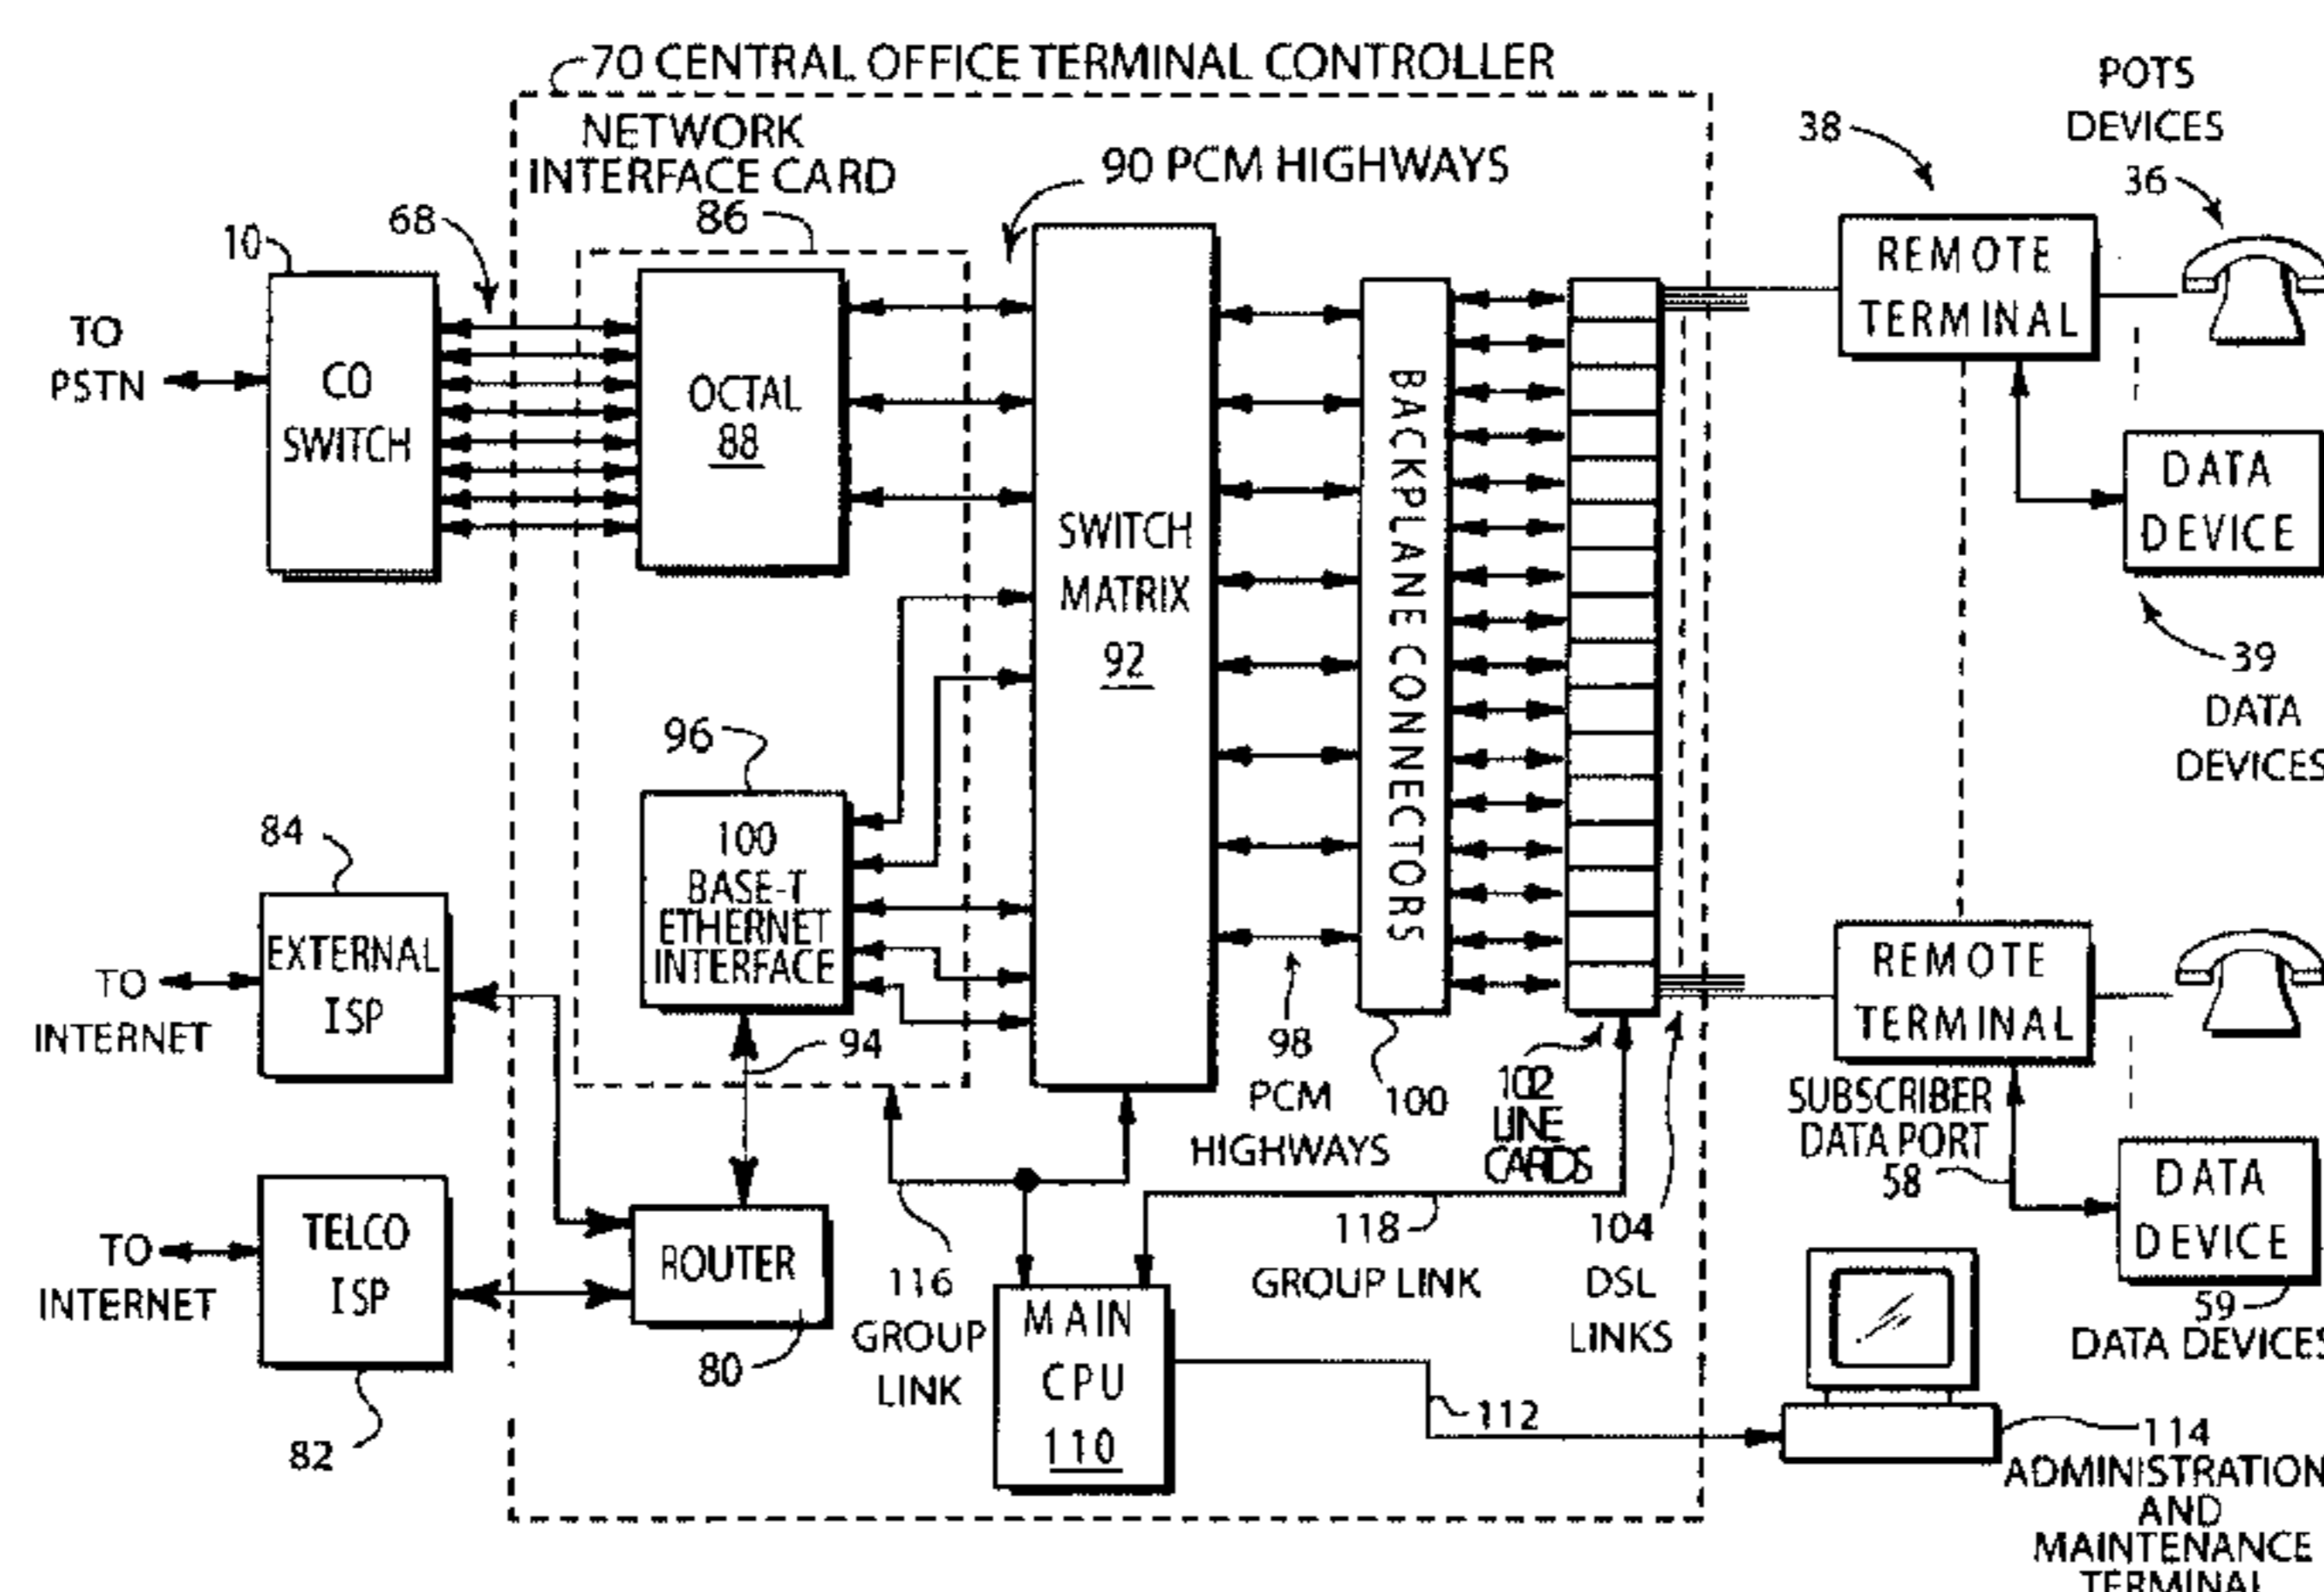 70 CENTRAL OFFICE TERMINAL CONTROLLER
NETWORK
INTERFACE CARD
86
90 PCM HIGHWAYS
68
10
TO
PSTN
CO
SWITCH
OCTAL
88
SWITCH
MATRIX
92
BACKPLANE CONNECTORS
38
POTS
DEVICES
36
REMOTE
TERMINAL
DATA
DEVICE
39
DATA
DEVICES
96
100
BASE-T
ETHERNET
INTERFACE
84
EXTERNAL
ISP
TO
INTERNET
94
98
PCM
HIGHWAYS
100
102
LINE
CARDS
REMOTE
TERMINAL
SUBSCRIBER
DATA PORT
58
DATA
DEVICE
59
DATA DEVICES
TO
INTERNET
TELCO
ISP
82
ROUTER
80
116
GROUP
LINK
118
GROUP LINK
104
DSL
LINKS
MAIN
CPU
110
112
114
ADMINISTRATION
AND
MAINTENANCE
TERMINAL